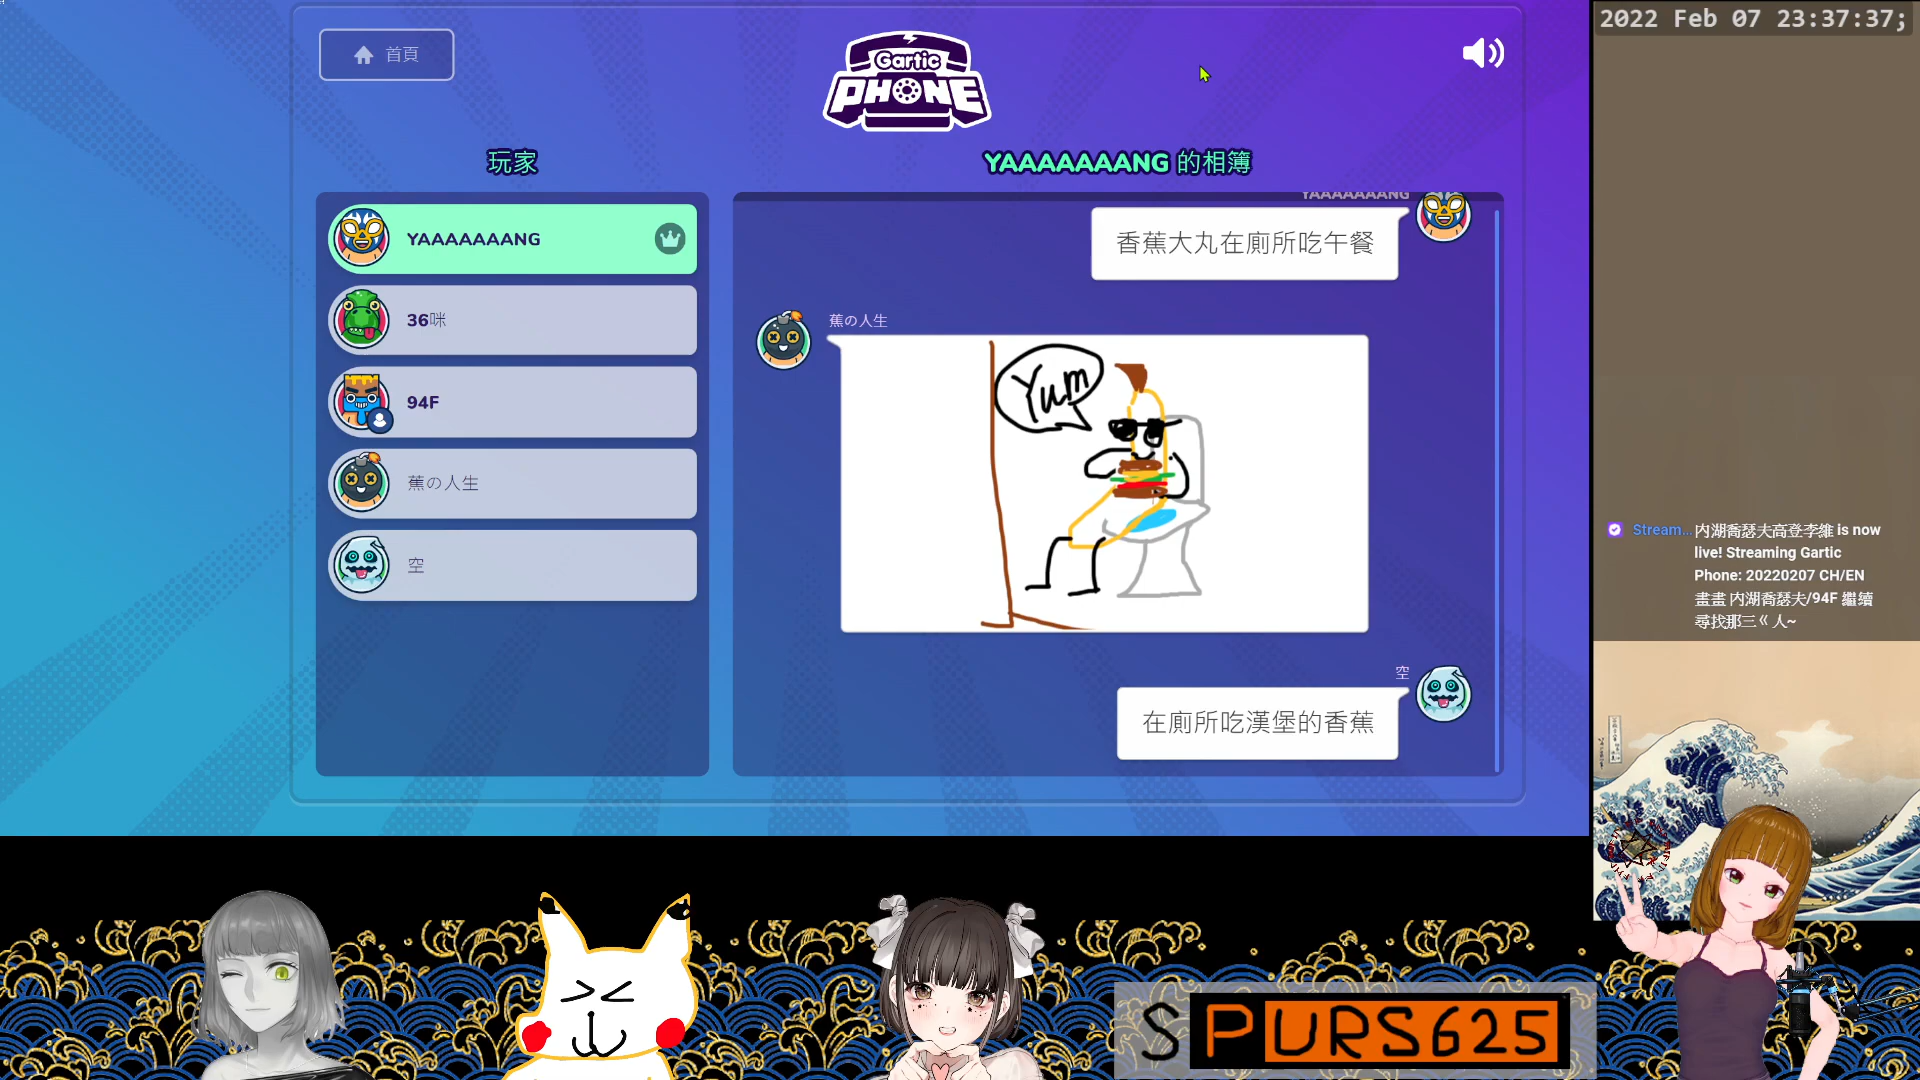 2022 Feb 07 23:37:37;
首頁
Gartic
PHONE
玩家
YAAAAAAANG 的相簿
YAAAAAAANG
36咪
94F
蕉の人生
空
YAAAAAAANG
香蕉大丸在廁所吃午餐
蕉の人生
Yum
空
在廁所吃漢堡的香蕉
Stream... 内湖喬瑟夫高登李維 is now
live! Streaming Gartic
Phone: 20220207 CH/EN
畫畫 内湖喬瑟夫/94F 繼續
尋找那三ㄍ人~
SPURS625